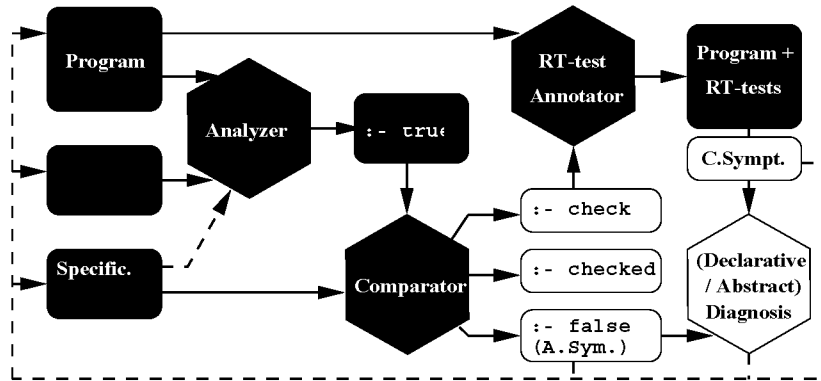 Program
Analyzer
:- true
RT-test
Annotator
Program +
RT-tests
C.Sympt.
:- check
Specific.
Comparator
:- checked
:- false
(A.Sym.)
(Declarative
/ Abstract)
Diagnosis